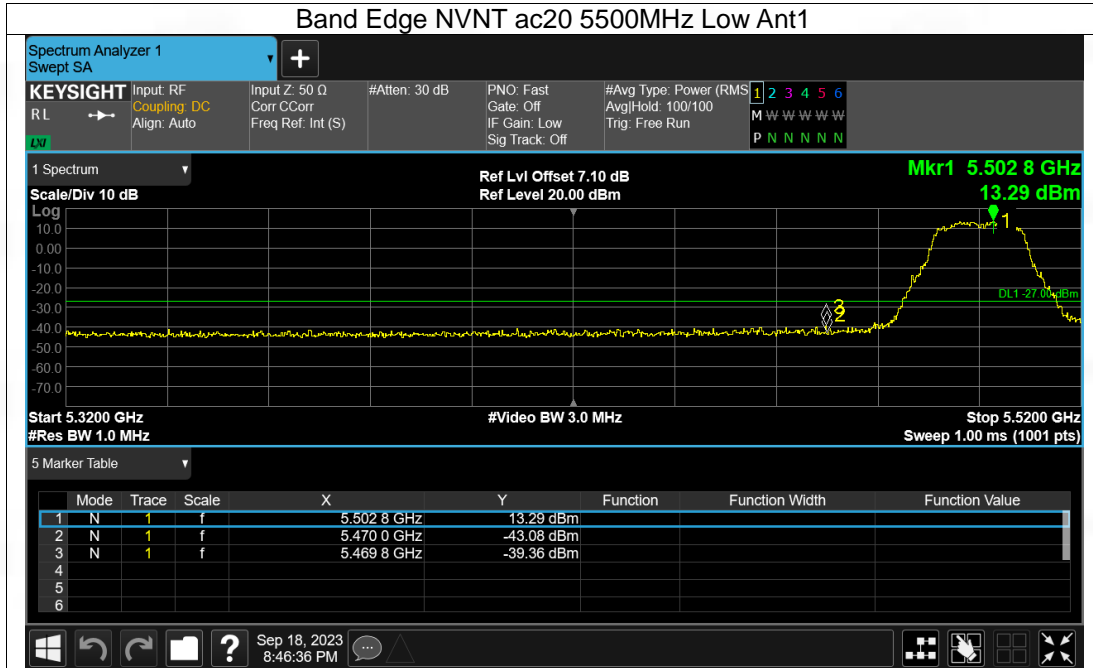 Band Edge NVNT ac20 5500MHz Low Ant1
Spectrum Analyzer 1
Swept SA
+
KEYSIGHT
RL
LXI
Input: RF
Coupling: DC
Align: Auto
Input Z: 50 Ω
Corr CCorr
Freq Ref: Int (S)
#Atten: 30 dB
PNO: Fast
Gate: Off
IF Gain: Low
Sig Track: Off
#Avg Type: Power (RMS
Avg|Hold: 100/100
Trig: Free Run
1 2 3 4 5 6
M W W W W W W
P N N N N N N
1 Spectrum
Scale/Div 10 dB
Ref Lvl Offset 7.10 dB
Ref Level 20.00 dBm
Mkr1 5.502 8 GHz
13.29 dBm
Log
10.0
0.00
-10.0
-20.0
-30.0
-40.0
-50.0
-60.0
-70.0
1
3
2
DL1 -27.00 dBm
Start 5.3200 GHz
#Video BW 3.0 MHz
Stop 5.5200 GHz
#Res BW 1.0 MHz
Sweep 1.00 ms (1001 pts)
5 Marker Table
Mode Trace Scale X Y Function Function Width Function Value
1 N 1 f 5.502 8 GHz 13.29 dBm
2 N 1 f 5.470 0 GHz -43.08 dBm
3 N 1 f 5.469 8 GHz -39.36 dBm
4
5
6
?
Sep 18, 2023
8:46:36 PM